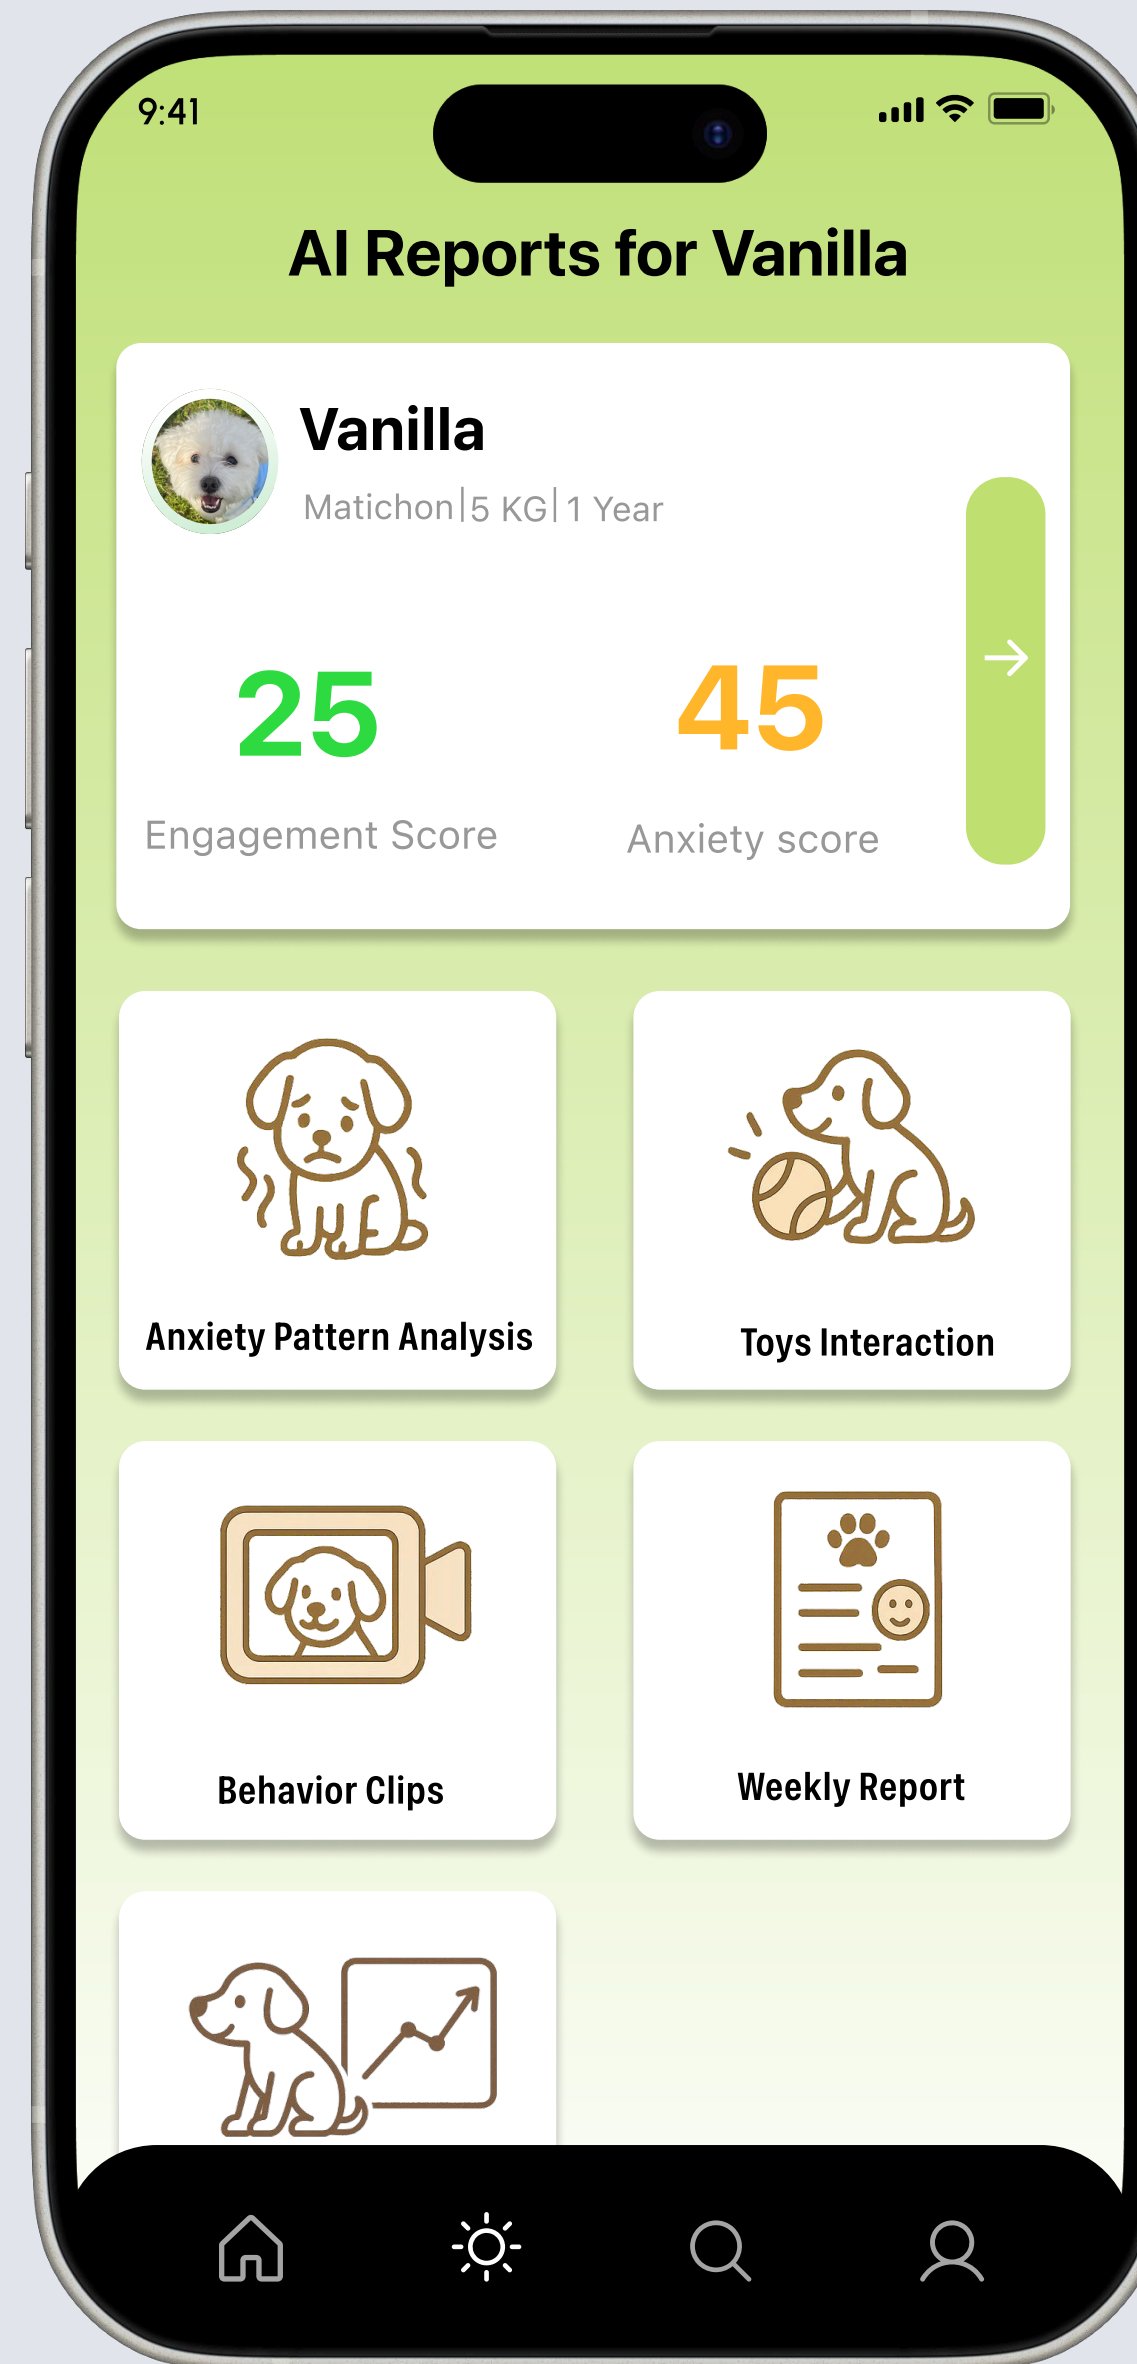 9:41
AI Reports for Vanilla
Vanilla
Matichon|5 KG|1 Year
25
45
Engagement Score
Anxiety score
Anxiety Pattern Analysis
Toys Interaction
Behavior Clips
Weekly Report